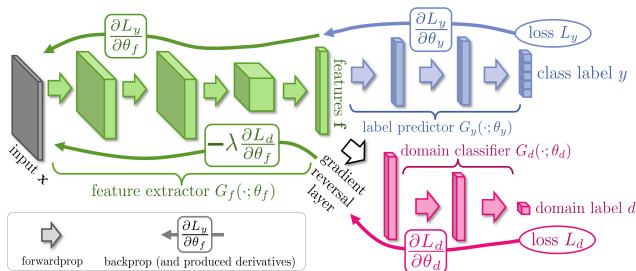 ∂L_y/∂θ_f
∂L_y/∂θ_y
loss L_y
class label y
features f
label predictor G_y(·;θ_y)
input x
−λ ∂L_d/∂θ_f
feature extractor G_f(·;θ_f)
gradient
reversal
layer
domain classifier G_d(·;θ_d)
domain label d
∂L_d/∂θ_d
loss L_d
forwardprop
∂L_y/∂θ_f
backprop (and produced derivatives)